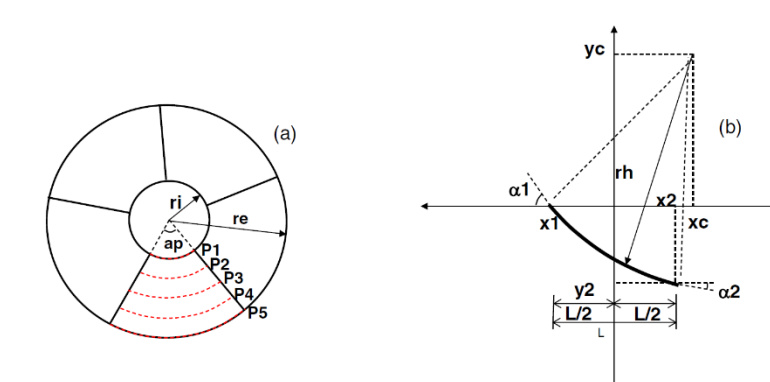 (a)
ri
re
ap
P1
P2
P3
P4
P5
yc
(b)
rh
α1
x1
x2
xc
y2
α2
L/2
L/2
L